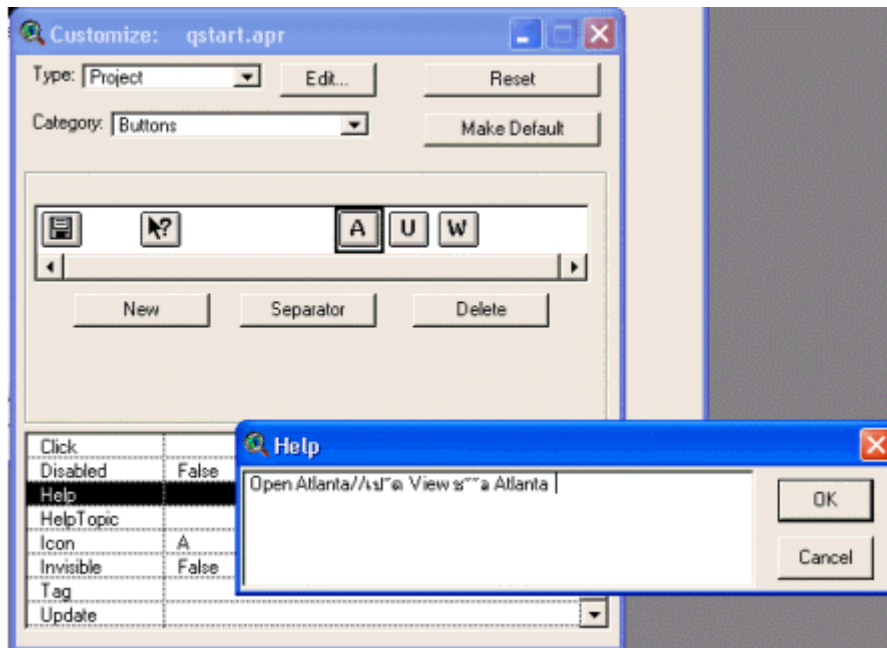 Customize: qstart.apr
Type: Project
Edit...
Reset
Category: Buttons
Make Default
A U W
New
Separator
Delete
Click
Disabled False
Help
HelpTopic
Icon A
Invisible False
Tag
Update
Help
Open Atlanta// View Atlanta
OK
Cancel